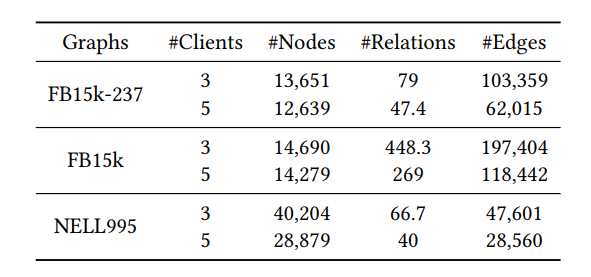 Graphs #Clients #Nodes #Relations #Edges
FB15k-237 3 13,651 79 103,359
5 12,639 47.4 62,015
FB15k 3 14,690 448.3 197,404
5 14,279 269 118,442
NELL995 3 40,204 66.7 47,601
5 28,879 40 28,560